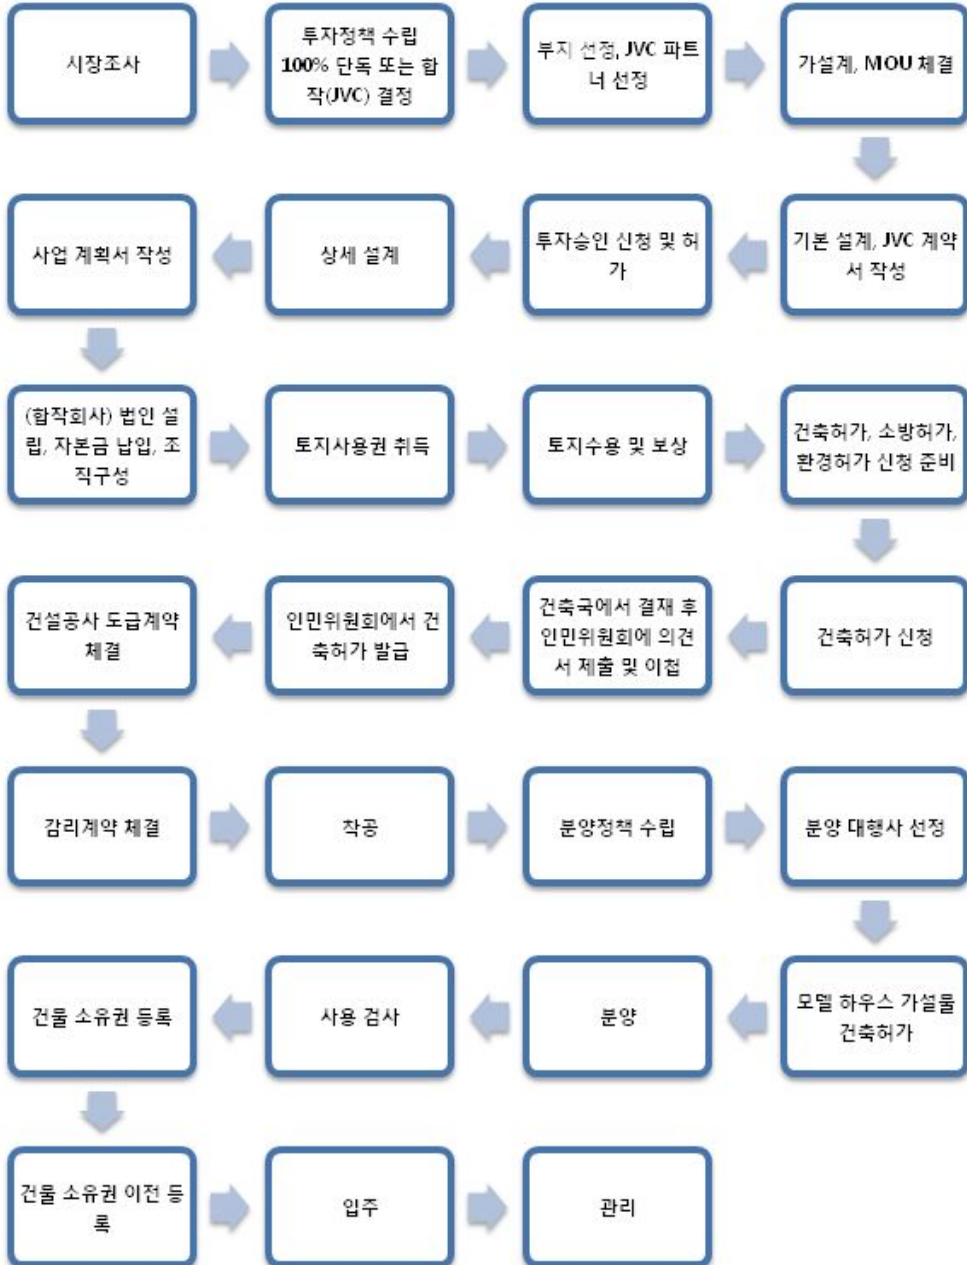 시장조사
투자정책 수립
100% 단독 또는 합
작(JVC) 결정
부지 선정, JVC 파트
너 선정
가설계, MOU 체결
기본 설계, JVC 계약
서 작성
투자승인 신청 및 허
가
상세 설계
사업 계획서 작성
(합작회사) 법인 설
립, 자본금 납입, 조
직구성
토지사용권 취득
토지수용 및 보상
건축허가, 소방허가,
환경허가 신청 준비
건축허가 신청
건축국에서 결재 후
인민위원회에 의견
서 제출 및 이첩
인민위원회에서 건
축허가 발급
건설공사 도급계약
체결
감리계약 체결
착공
분양정책 수립
분양 대행사 선정
모델 하우스 가설물
건축허가
분양
사용 검사
건물 소유권 등록
건물 소유권 이전 등
록
입주
관리